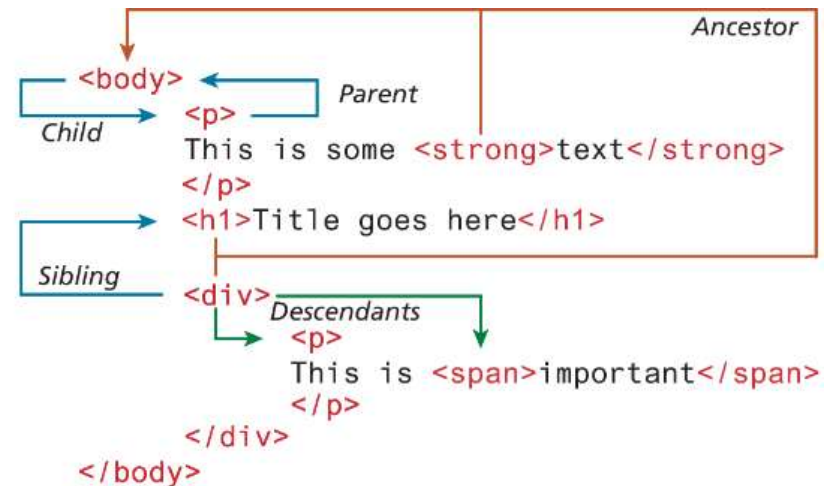 Ancestor
<body>
Parent
<p>
Child
This is some <strong>text</strong>
</p>
<h1>Title goes here</h1>
Sibling
<div>
Descendants
<p>
This is <span>important</span>
</p>
</div>
</body>